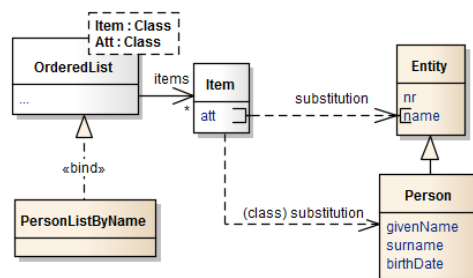 Item : Class
Att : Class
OrderedList
...
items
*
Item
att
substitution
Entity
nr
name
«bind»
(class) substitution
PersonListByName
Person
givenName
surname
birthDate